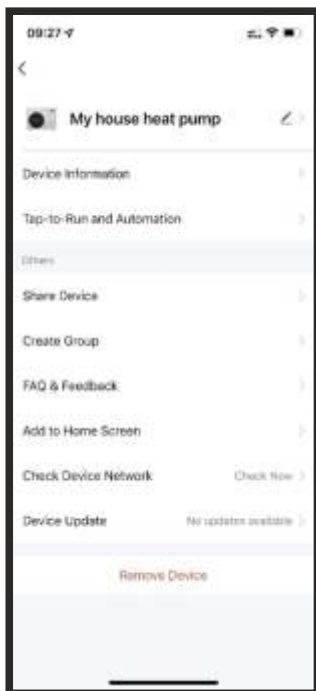 09:27
My house heat pump
Device Information
Tap-to-Run and Automation
Others
Share Device
Create Group
FAQ & Feedback
Add to Home Screen
Check Device Network Check Now
Device Update No updates available
Remove Device